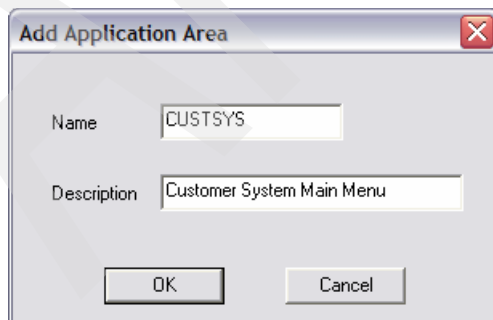 Add Application Area
Name CUSTSYS
Description Customer System Main Menu
OK Cancel